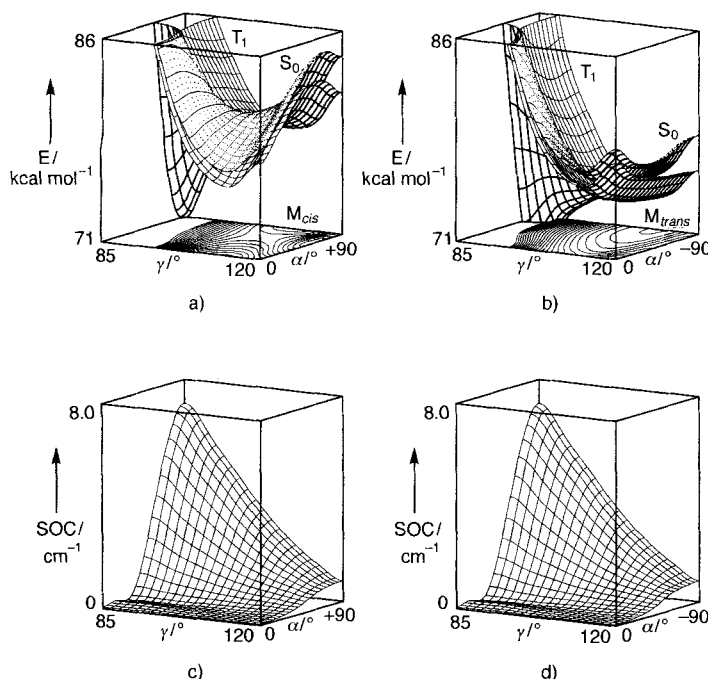 86
T₁
S₀
E/
kcal mol⁻¹
M_cis
71
85
γ/°
120
0
α/°
+90
a)
86
T₁
S₀
E/
kcal mol⁻¹
M_trans
71
85
γ/°
120
0
α/°
−90
b)
8.0
SOC/
cm⁻¹
0
85
γ/°
120
0
α/°
+90
c)
8.0
SOC/
cm⁻¹
0
85
γ/°
120
0
α/°
−90
d)